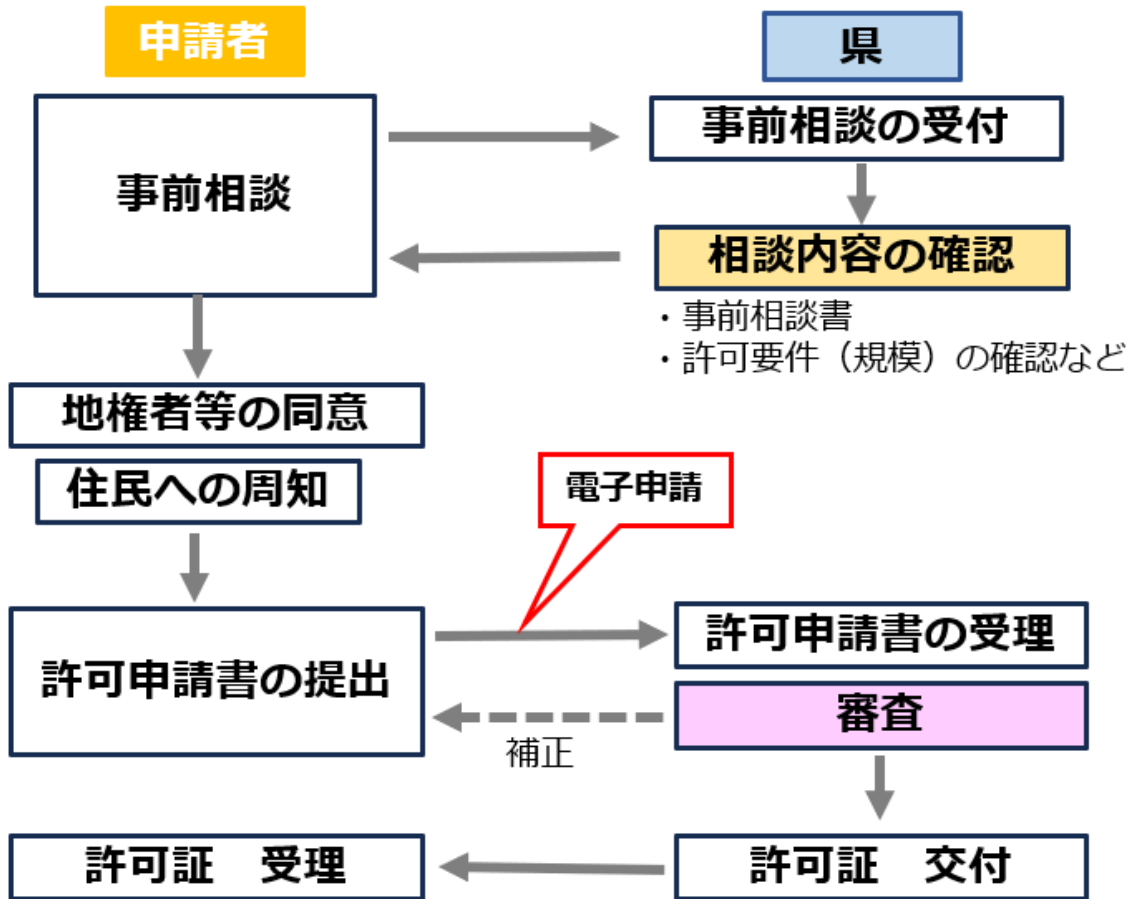 申請者
県
事前相談
事前相談の受付
相談内容の確認
・事前相談書
・許可要件（規模）の確認など
地権者等の同意
住民への周知
電子申請
許可申請書の提出
許可申請書の受理
審査
補正
許可証　交付
許可証　受理